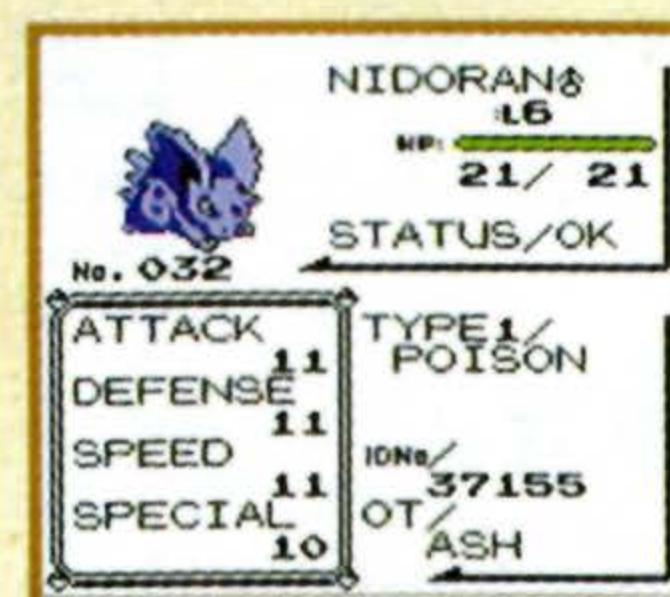 NIDORAN♂
:L6
HP:
21/ 21
STATUS/OK
No. 032
ATTACK
11
DEFENSE
11
SPEED
11
SPECIAL
10
TYPE1/
POISON
IDNo/
37155
OT/
ASH